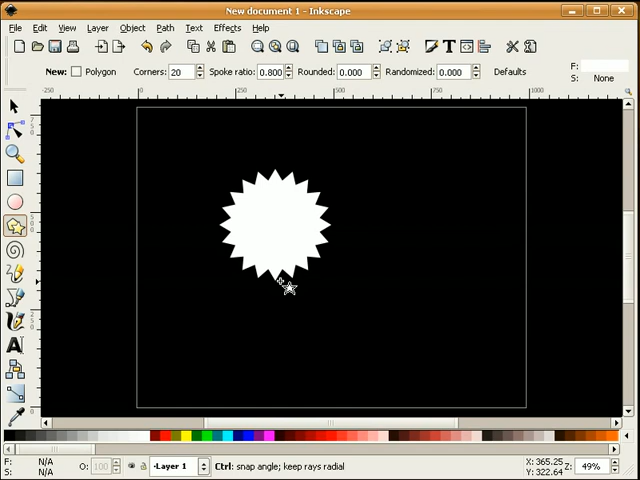 New document 1 - Inkscape
File Edit View Layer Object Path Text Effects Help
New: Polygon Corners: 20 Spoke ratio: 0.800 Rounded: 0.000 Randomized: 0.000 Defaults
F:
S: None
-250 0 250 500 750 1000
F: N/A
S: N/A
O: 100
Layer 1
Ctrl: snap angle; keep rays radial
X: 365.25
Y: 322.64
Z: 49%